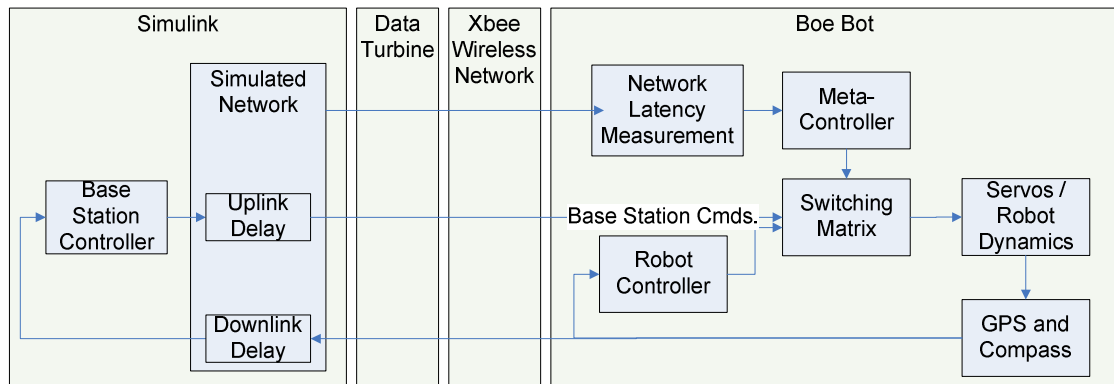 Simulink
Data
Turbine
Xbee
Wireless
Network
Boe Bot
Simulated
Network
Network
Latency
Measurement
Meta-
Controller
Base
Station
Controller
Uplink
Delay
Base Station Cmds.
Switching
Matrix
Servos /
Robot
Dynamics
Robot
Controller
Downlink
Delay
GPS and
Compass